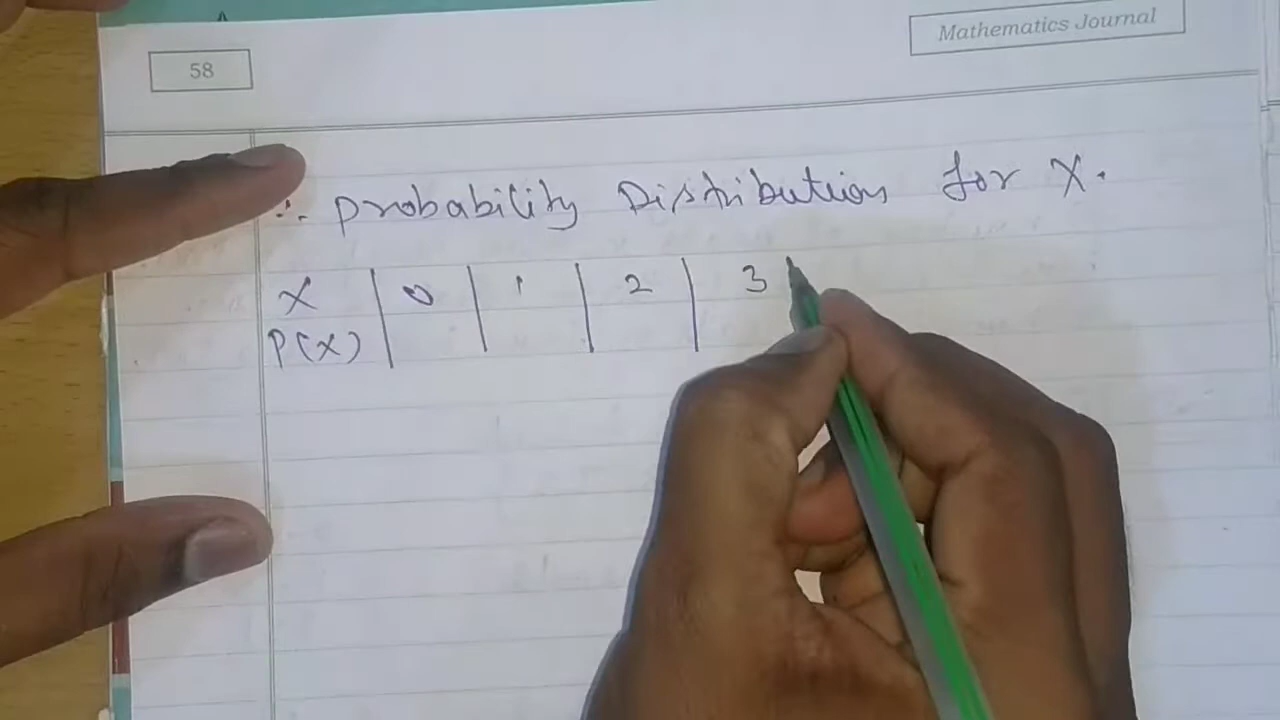 Mathematics Journal
58
∴ probability Distribution for X.
X | 0 | 1 | 2 | 3
P(X) | | | |